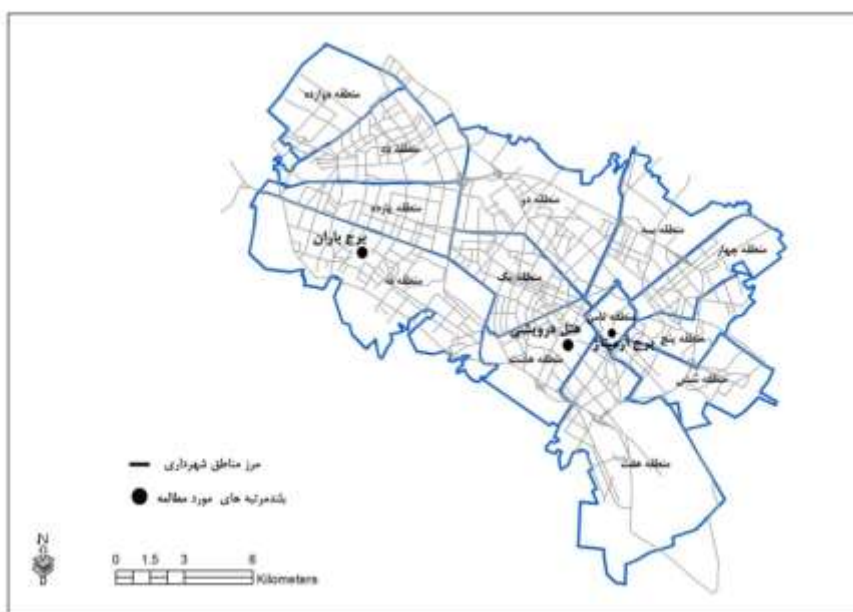 منطقه دوازده
منطقه ده
منطقه دو
منطقه یازده
منطقه سه
منطقه چهار
برج باران
منطقه نه
منطقه یک
منطقه ثامن
هتل درویشی
برج آرمیتاژ
منطقه پنج
منطقه هشت
منطقه شش
منطقه هفت
مرز مناطق شهرداری
بلندمرتبه های مورد مطالعه
N
0 1.5 3 6
Kilometers